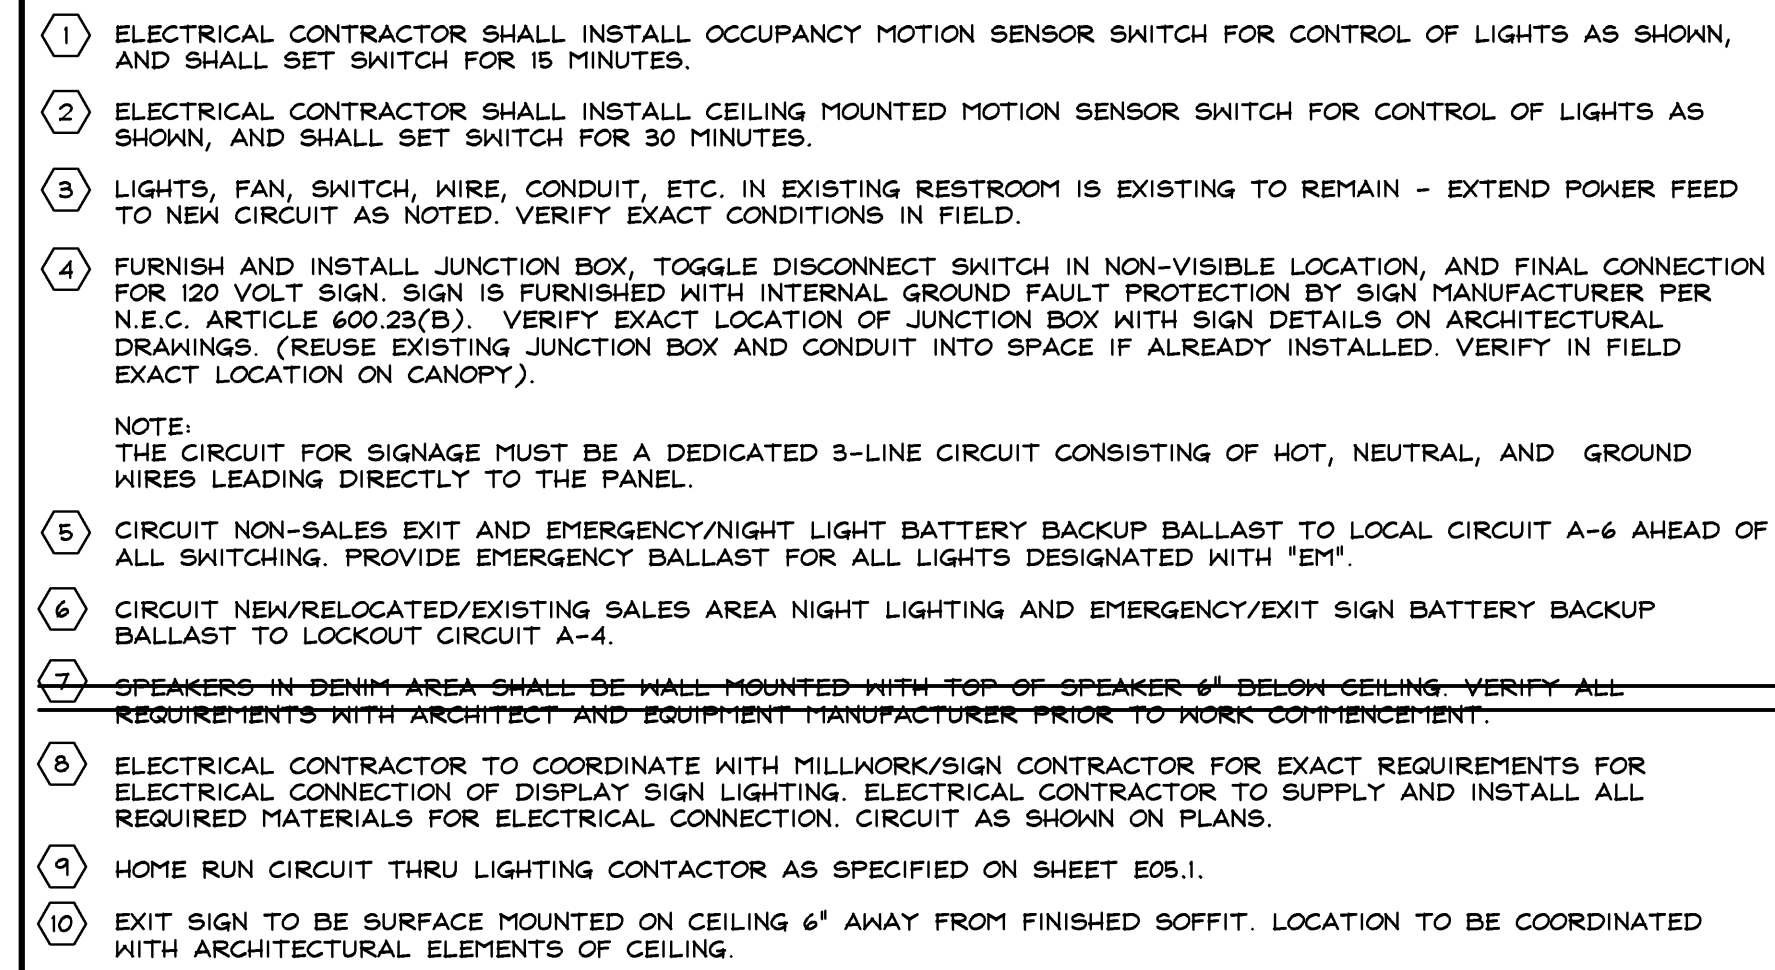 1 ELECTRICAL CONTRACTOR SHALL INSTALL OCCUPANCY MOTION SENSOR SWITCH FOR CONTROL OF LIGHTS AS SHOWN,
AND SHALL SET SWITCH FOR 15 MINUTES.
2 ELECTRICAL CONTRACTOR SHALL INSTALL CEILING MOUNTED MOTION SENSOR SWITCH FOR CONTROL OF LIGHTS AS
SHOWN, AND SHALL SET SWITCH FOR 30 MINUTES.
3 LIGHTS, FAN, SWITCH, WIRE, CONDUIT, ETC. IN EXISTING RESTROOM IS EXISTING TO REMAIN - EXTEND POWER FEED
TO NEW CIRCUIT AS NOTED. VERIFY EXACT CONDITIONS IN FIELD.
4 FURNISH AND INSTALL JUNCTION BOX, TOGGLE DISCONNECT SWITCH IN NON-VISIBLE LOCATION, AND FINAL CONNECTION
FOR 120 VOLT SIGN. SIGN IS FURNISHED WITH INTERNAL GROUND FAULT PROTECTION BY SIGN MANUFACTURER PER
N.E.C. ARTICLE 600.23(B). VERIFY EXACT LOCATION OF JUNCTION BOX WITH SIGN DETAILS ON ARCHITECTURAL
DRAWINGS. (REUSE EXISTING JUNCTION BOX AND CONDUIT INTO SPACE IF ALREADY INSTALLED. VERIFY IN FIELD
EXACT LOCATION ON CANOPY).
NOTE:
THE CIRCUIT FOR SIGNAGE MUST BE A DEDICATED 3-LINE CIRCUIT CONSISTING OF HOT, NEUTRAL, AND GROUND
WIRES LEADING DIRECTLY TO THE PANEL.
5 CIRCUIT NON-SALES EXIT AND EMERGENCY/NIGHT LIGHT BATTERY BACKUP BALLAST TO LOCAL CIRCUIT A-6 AHEAD OF
ALL SWITCHING. PROVIDE EMERGENCY BALLAST FOR ALL LIGHTS DESIGNATED WITH "EM".
6 CIRCUIT NEW/RELOCATED/EXISTING SALES AREA NIGHT LIGHTING AND EMERGENCY/EXIT SIGN BATTERY BACKUP
BALLAST TO LOCKOUT CIRCUIT A-4.
7 SPEAKERS IN DENIM AREA SHALL BE WALL MOUNTED WITH TOP OF SPEAKER 6" BELOW CEILING. VERIFY ALL
REQUIREMENTS WITH ARCHITECT AND EQUIPMENT MANUFACTURER PRIOR TO WORK COMMENCEMENT.
8 ELECTRICAL CONTRACTOR TO COORDINATE WITH MILLWORK/SIGN CONTRACTOR FOR EXACT REQUIREMENTS FOR
ELECTRICAL CONNECTION OF DISPLAY SIGN LIGHTING. ELECTRICAL CONTRACTOR TO SUPPLY AND INSTALL ALL
REQUIRED MATERIALS FOR ELECTRICAL CONNECTION. CIRCUIT AS SHOWN ON PLANS.
9 HOME RUN CIRCUIT THRU LIGHTING CONTACTOR AS SPECIFIED ON SHEET E05.1.
10 EXIT SIGN TO BE SURFACE MOUNTED ON CEILING 6" AWAY FROM FINISHED SOFFIT. LOCATION TO BE COORDINATED
WITH ARCHITECTURAL ELEMENTS OF CEILING.